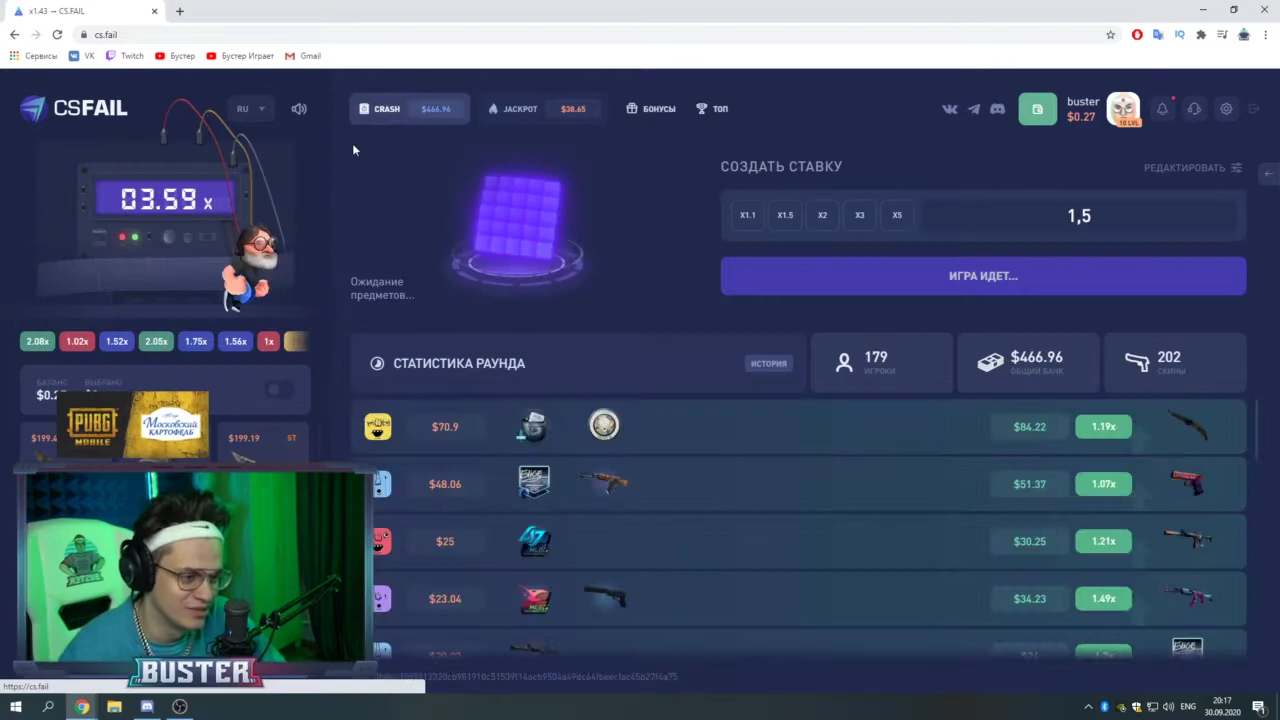 x1.43 → CS.FAIL
cs.fail
Сервисы VK Twitch Бустер Бустер Играет Gmail
CSFAIL
RU
CRASH $466.96
JACKPOT $38.65
БОНУСЫ
ТОП
buster
$0.27
10 LVL
03.59 x
Ожидание
предметов...
СОЗДАТЬ СТАВКУ
РЕДАКТИРОВАТЬ
X1.1 X1.5 X2 X3 X5 1,5
ИГРА ИДЕТ...
2.08x 1.02x 1.52x 2.05x 1.75x 1.56x 1x
СТАТИСТИКА РАУНДА
ИСТОРИЯ
179
ИГРОКИ
$466.96
ОБЩИЙ БАНК
202
СКИНЫ
БАЛАНС ВЫБРАНО
PUBG
MOBILE
Московский
КАРТОФЕЛЬ
$199.19 ST
$70.9 $84.22 1.19x
$48.06 $51.37 1.07x
$25 $30.25 1.21x
$23.04 $34.23 1.49x
BUSTER
https://cs.fail
ENG
20:17
30.09.2020